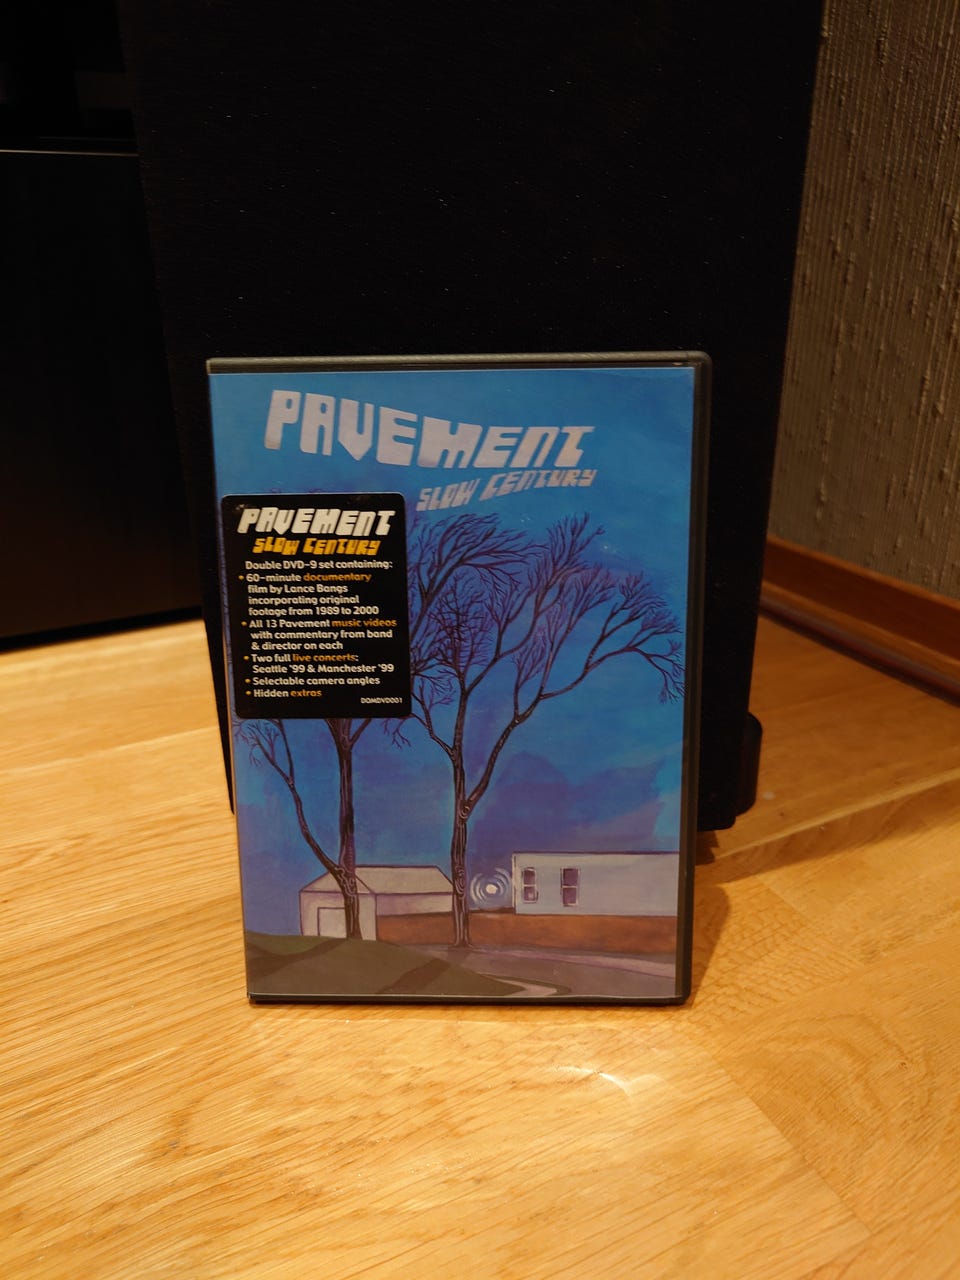 PAVEMENT
SLOW CENTURY
PAVEMENT
SLOW CENTURY
Double DVD-9 set containing:
• 60-minute documentary
film by Lance Bangs
incorporating original
footage from 1989 to 2000
• All 13 Pavement music videos
with commentary from band
& director on each
• Two full live concerts:
Seattle '99 & Manchester '99
• Selectable camera angles
• Hidden extras
DOMDVD001